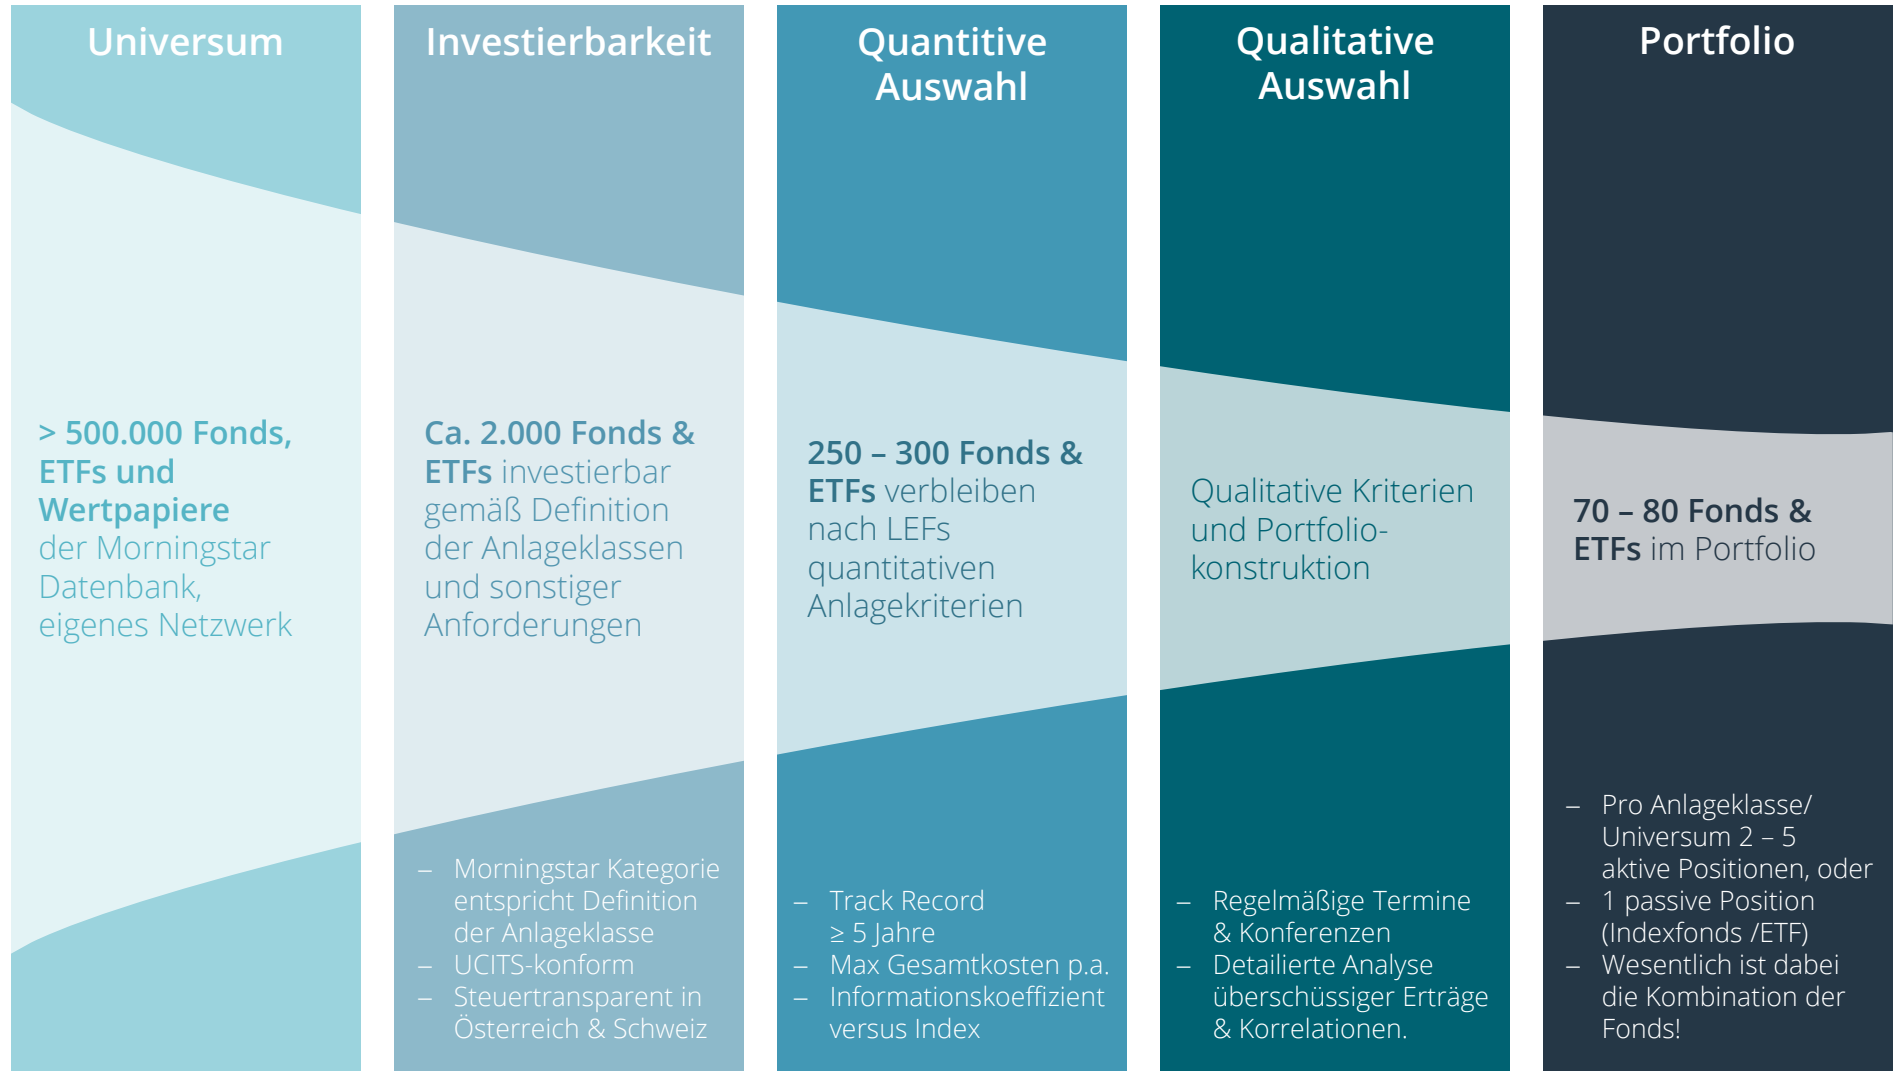 Universum
> 500.000 Fonds,
ETFs und
Wertpapiere
der Morningstar
Datenbank,
eigenes Netzwerk
Investierbarkeit
Ca. 2.000 Fonds &
ETFs investierbar
gemäß Definition
der Anlageklassen
und sonstiger
Anforderungen
– Morningstar Kategorie
entspricht Definition
der Anlageklasse
– UCITS-konform
– Steuertransparent in
Österreich & Schweiz
Quantitive
Auswahl
250 – 300 Fonds &
ETFs verbleiben
nach LEFs
quantitativen
Anlagekriterien
– Track Record
≥ 5 Jahre
– Max Gesamtkosten p.a.
– Informationskoeffizient
versus Index
Qualitative
Auswahl
Qualitative Kriterien
und Portfolio-
konstruktion
– Regelmäßige Termine
& Konferenzen
– Detailierte Analyse
überschüssiger Erträge
& Korrelationen.
Portfolio
70 – 80 Fonds &
ETFs im Portfolio
– Pro Anlageklasse/
Universum 2 – 5
aktive Positionen, oder
– 1 passive Position
(Indexfonds /ETF)
– Wesentlich ist dabei
die Kombination der
Fonds!